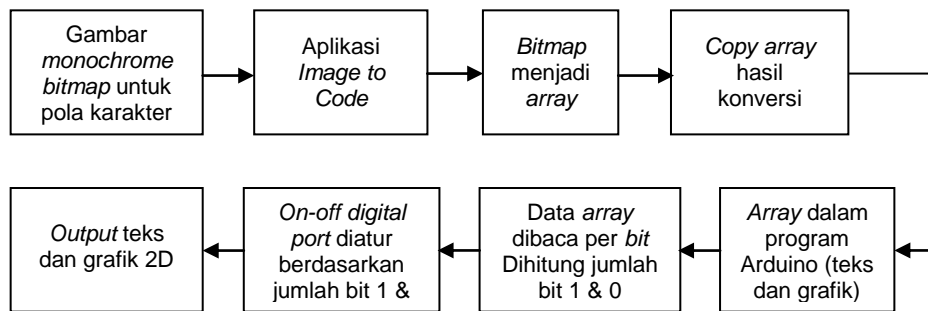 Gambar
monochrome
bitmap untuk
pola karakter
Aplikasi
Image to
Code
Bitmap
menjadi
array
Copy array
hasil
konversi
Array dalam
program
Arduino (teks
dan grafik)
Data array
dibaca per bit
Dihitung jumlah
bit 1 & 0
On-off digital
port diatur
berdasarkan
jumlah bit 1 &
Output teks
dan grafik 2D